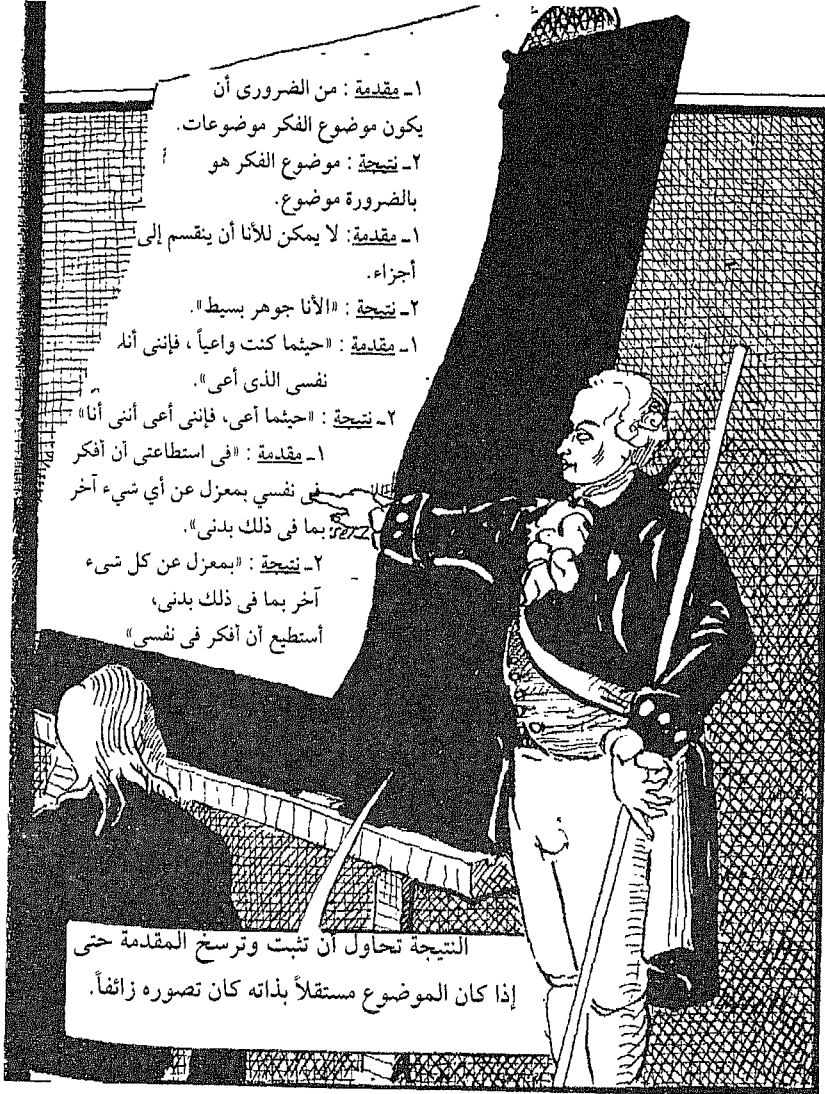 ١ـ مقدمة : من الضرورى أن
يكون موضوع الفكر موضوعات.
٢ـ نتيجة : موضوع الفكر هو
بالضرورة موضوع.
١ـ مقدمة : لا يمكن للأنا أن ينقسم إلى
أجزاء.
٢ـ نتيجة : «الأنا جوهر بسيط».
١ـ مقدمة : «حيثما كنت واعياً ، فإننى أنا
نفسى الذى أعى».
٢ـ نتيجة : «حيثما أعى، فإننى أعى أننى أنا»
١ـ مقدمة : «فى استطاعتى أن أفكر
فى نفسي بمعزل عن أي شيء آخر
بما فى ذلك بدنى».
٢ـ نتيجة : «بمعزل عن كل شىء
آخر بما فى ذلك بدنى،
أستطيع أن أفكر فى نفسى»
النتيجة تحاول أن تثبت وترسخ المقدمة حتى
إذا كان الموضوع مستقلاً بذاته كان تصوره زائفاً.